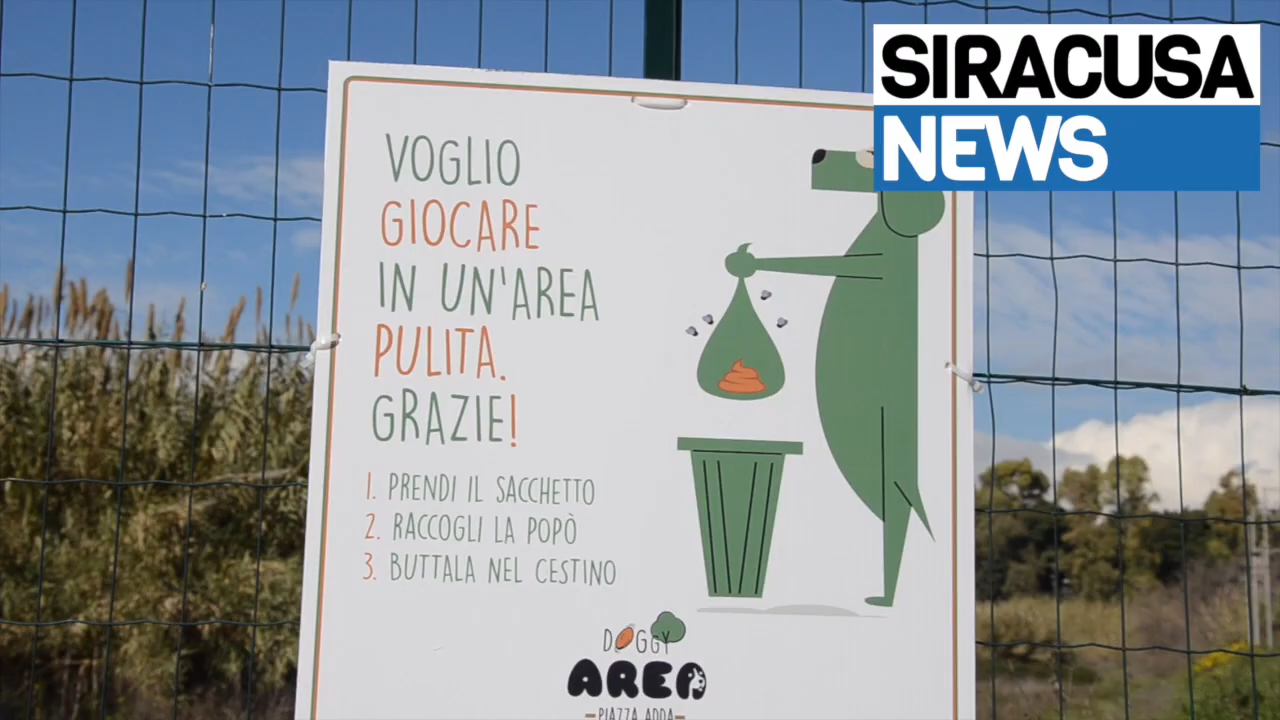 SIRACUSA
NEWS
VOGLIO
GIOCARE
IN UN'AREA
PULITA.
GRAZIE!
1. PRENDI IL SACCHETTO
2. RACCOGLI LA POPÒ
3. BUTTALA NEL CESTINO
DOGGY
AREA
PIAZZA ADDA